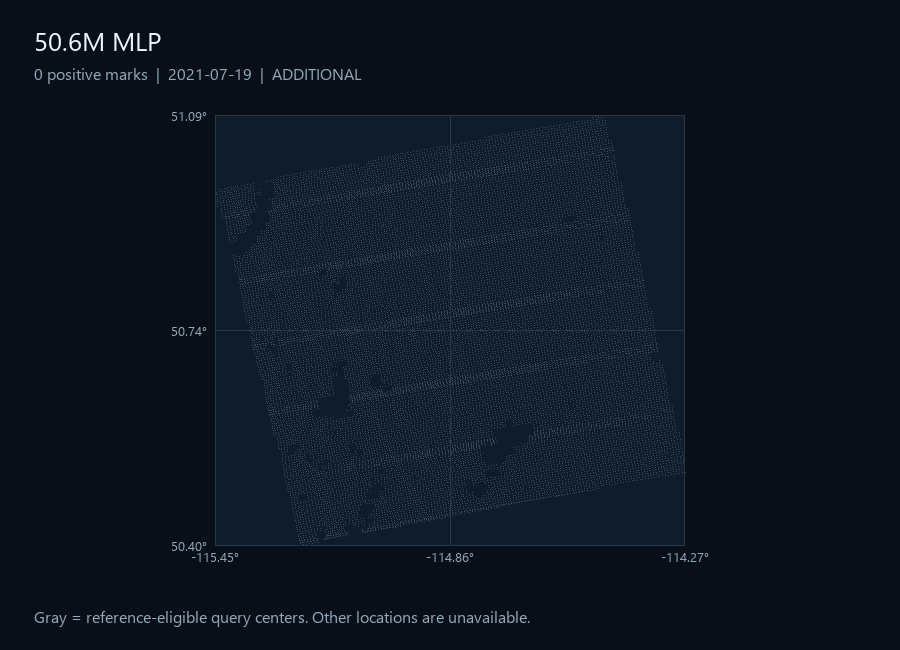 50.6M MLP
0 positive marks | 2021-07-19 | ADDITIONAL
51.09°
50.74°
50.40°
-115.45° -114.86° -114.27°
Gray = reference-eligible query centers. Other locations are unavailable.